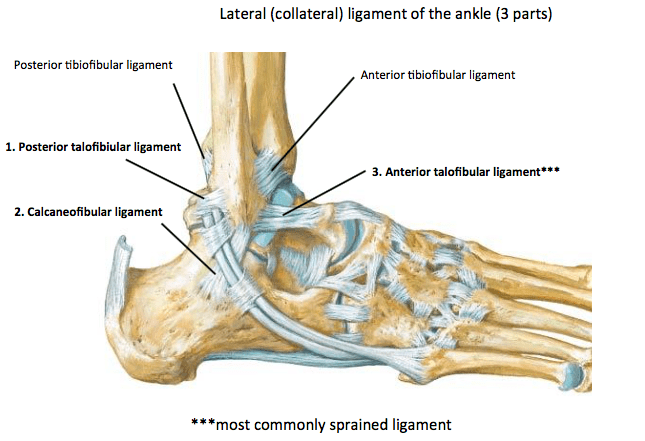 Lateral (collateral) ligament of the ankle (3 parts)
Posterior tibiofibular ligament
Anterior tibiofibular ligament
1. Posterior talofibiular ligament
3. Anterior talofibular ligament***
2. Calcaneofibular ligament
***most commonly sprained ligament